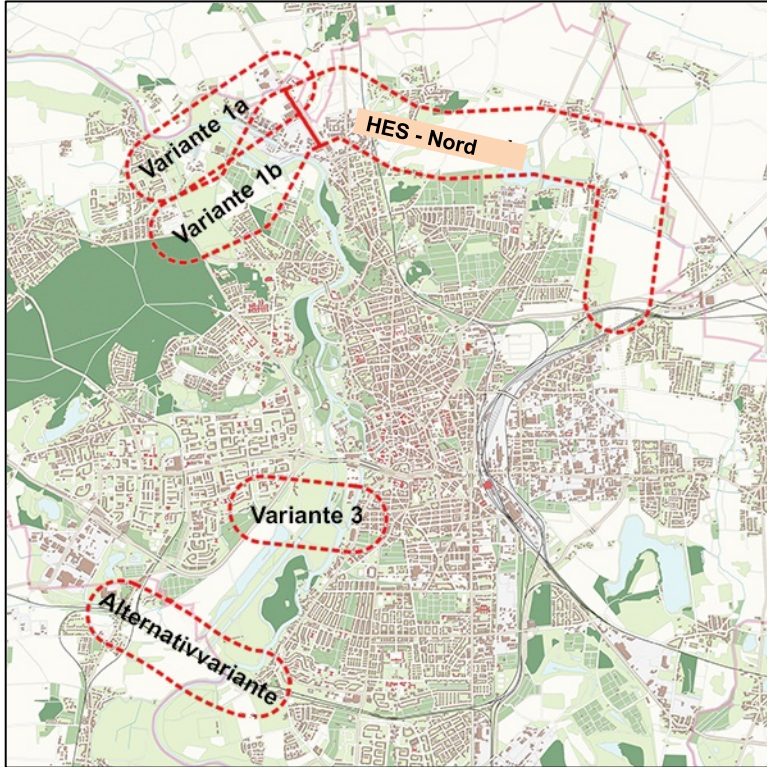 Variante 1a
HES - Nord
Variante 1b
Variante 3
Alternativvariante